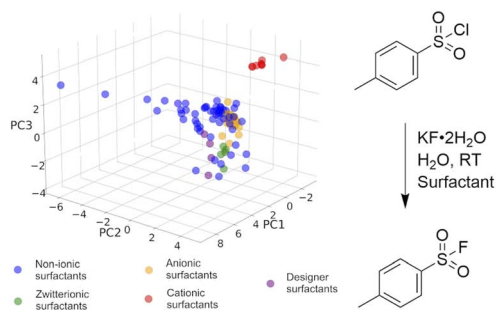 4
2
0
−2
−4
PC3
−6
−4
−2
0
2
4
PC2
8
6
4
2
0
−2
PC1
Non-ionic
surfactants
Zwitterionic
surfactants
Anionic
surfactants
Cationic
surfactants
Designer
surfactants
O
S
Cl
O
KF•2H₂O
H₂O, RT
Surfactant
O
S
F
O